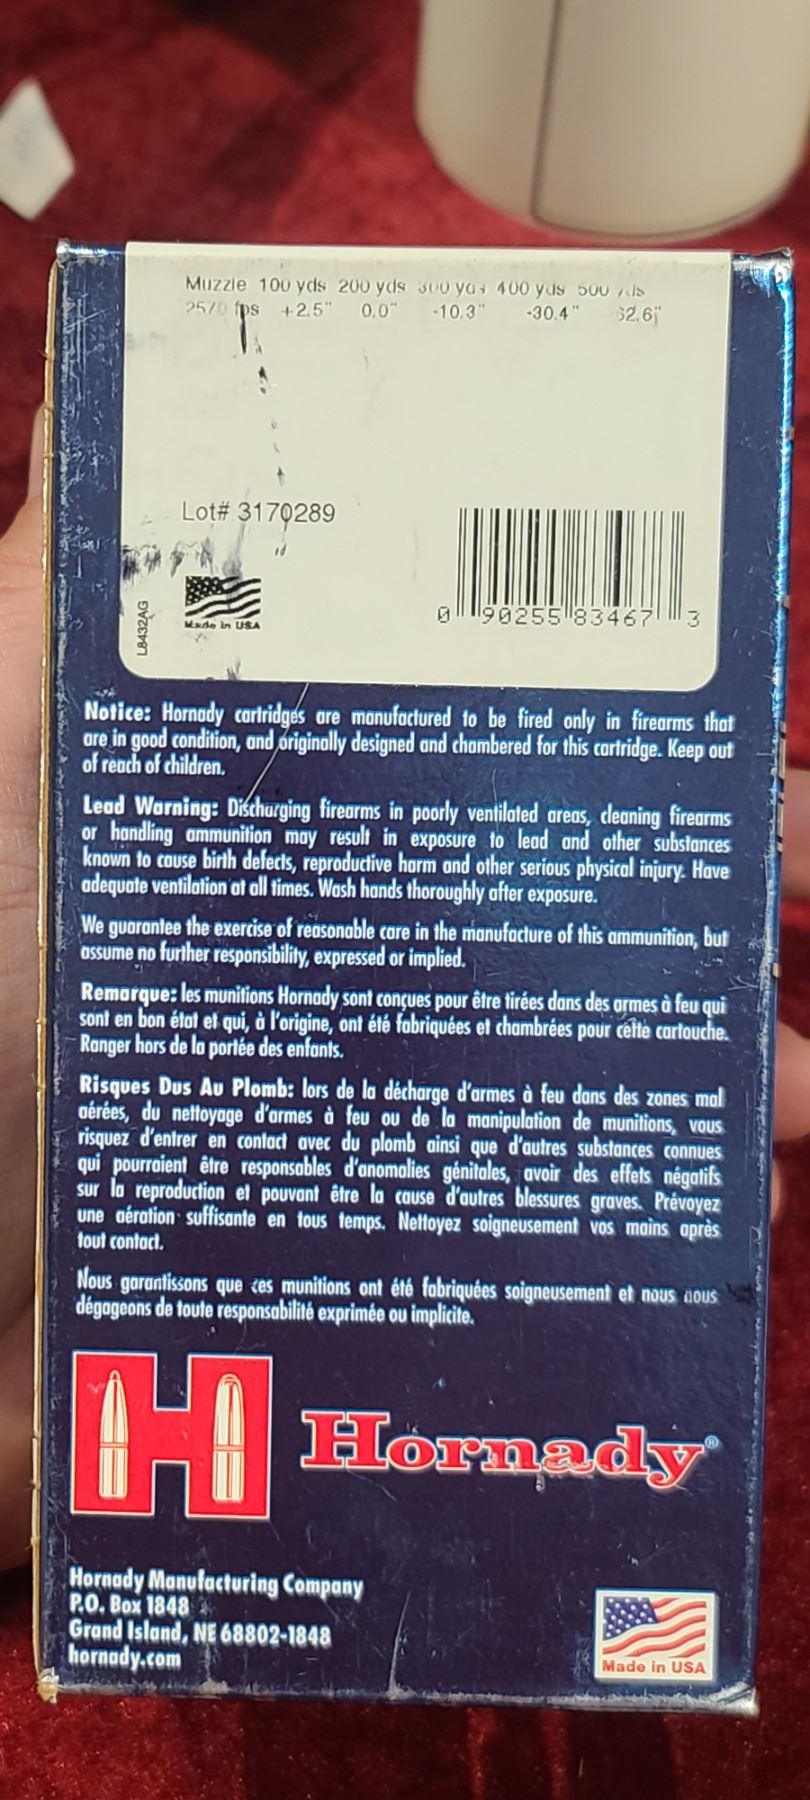 Muzzle 100 yds 200 yds 300 yds 400 yds 500 yds
2570 fps +2.5" 0.0" -10.3" -30.4" 62.6"
Lot# 3170289
L8432AG
Made in USA
0 90255 83467 3
Notice: Hornady cartridges are manufactured to be fired only in firearms that
are in good condition, and originally designed and chambered for this cartridge. Keep out
of reach of children.
Lead Warning: Discharging firearms in poorly ventilated areas, cleaning firearms
or handling ammunition may result in exposure to lead and other substances
known to cause birth defects, reproductive harm and other serious physical injury. Have
adequate ventilation at all times. Wash hands thoroughly after exposure.
We guarantee the exercise of reasonable care in the manufacture of this ammunition, but
assume no further responsibility, expressed or implied.
Remarque: les munitions Hornady sont conçues pour être tirées dans des armes à feu qui
sont en bon état et qui, à l'origine, ont été fabriquées et chambrées pour cette cartouche.
Ranger hors de la portée des enfants.
Risques Dus Au Plomb: lors de la décharge d'armes à feu dans des zones mal
aérées, du nettoyage d'armes à feu ou de la manipulation de munitions, vous
risquez d'entrer en contact avec du plomb ainsi que d'autres substances connues
qui pourraient être responsables d'anomalies génitales, avoir des effets négatifs
sur la reproduction et pouvant être la cause d'autres blessures graves. Prévoyez
une aération suffisante en tous temps. Nettoyez soigneusement vos mains après
tout contact.
Nous garantissons que ces munitions ont été fabriquées soigneusement et nous nous
dégageons de toute responsabilité exprimée ou implicite.
H Hornady®
Hornady Manufacturing Company
P.O. Box 1848
Grand Island, NE 68802-1848
hornady.com
Made in USA